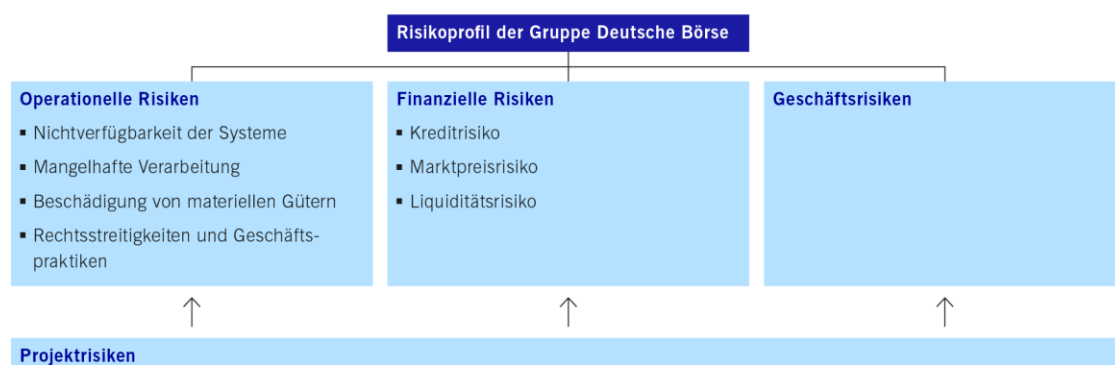 Risikoprofil der Gruppe Deutsche Börse
Operationelle Risiken
▪ Nichtverfügbarkeit der Systeme
▪ Mangelhafte Verarbeitung
▪ Beschädigung von materiellen Gütern
▪ Rechtsstreitigkeiten und Geschäfts-
praktiken
Finanzielle Risiken
▪ Kreditrisiko
▪ Marktpreisrisiko
▪ Liquiditätsrisiko
Geschäftsrisiken
Projektrisiken